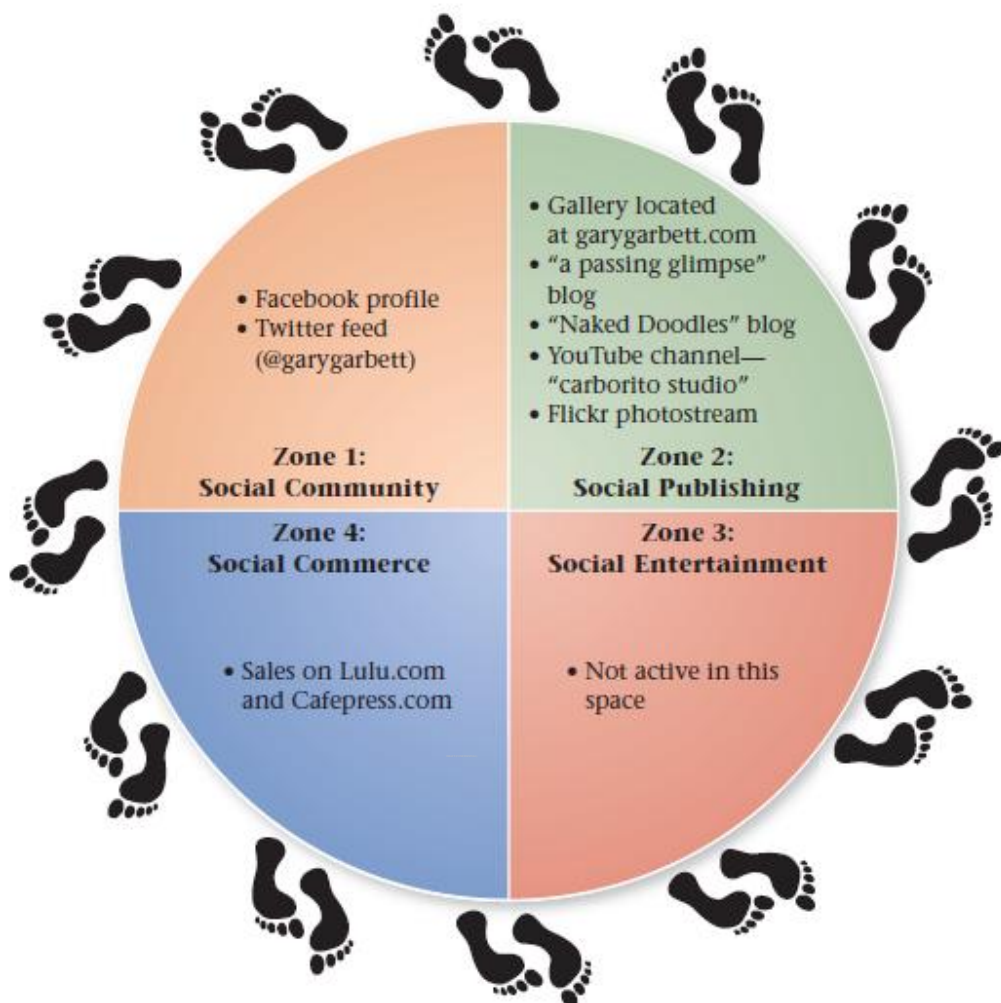 • Facebook profile
• Twitter feed
(@garygarbett)
Zone 1:
Social Community
• Gallery located
at garygarbett.com
• “a passing glimpse”
blog
• “Naked Doodles” blog
• YouTube channel—
“carborito studio”
• Flickr photostream
Zone 2:
Social Publishing
Zone 4:
Social Commerce
• Sales on Lulu.com
and Cafepress.com
Zone 3:
Social Entertainment
• Not active in this
space